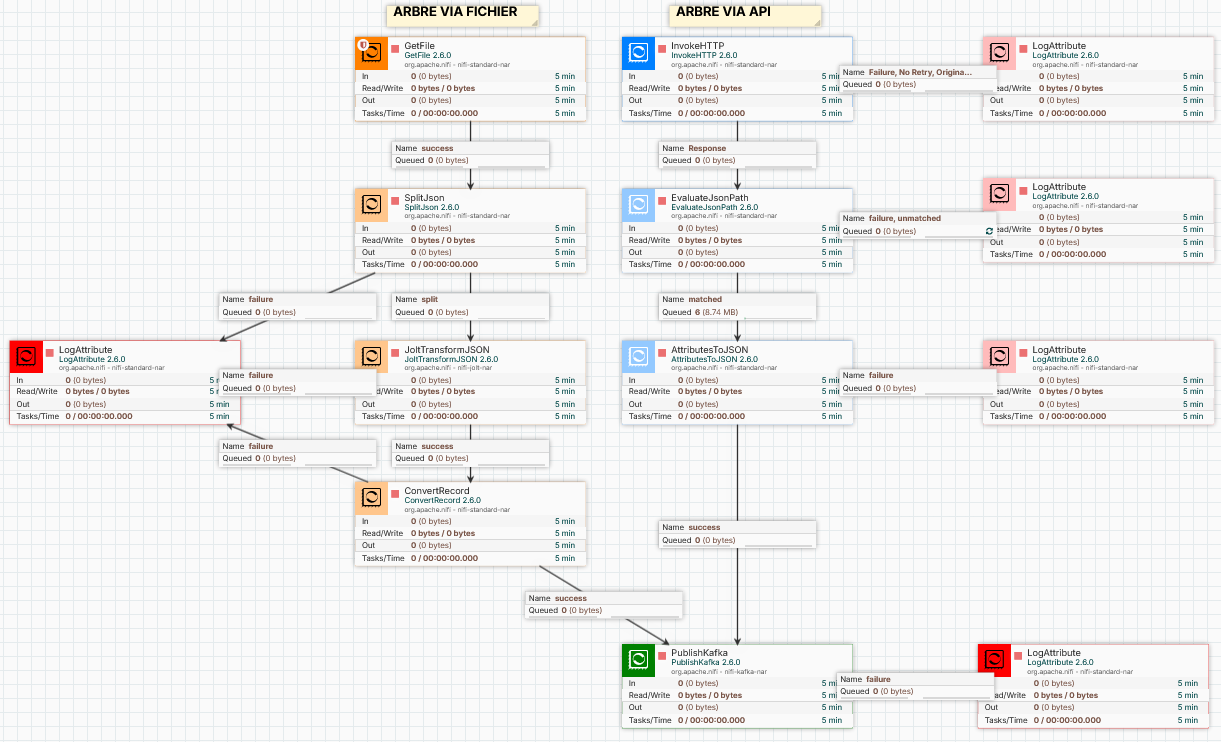 ARBRE VIA FICHIER
ARBRE VIA API
GetFile
GetFile 2.6.0
org.apache.nifi - nifi-standard-nar
In 0 (0 bytes) 5 min
Read/Write 0 bytes / 0 bytes 5 min
Out 0 (0 bytes) 5 min
Tasks/Time 0 / 00:00:00.000 5 min
InvokeHTTP
InvokeHTTP 2.6.0
org.apache.nifi - nifi-standard-nar
In 0 (0 bytes) 5 min
Read/Write 0 bytes / 0 bytes 5 min
Out 0 (0 bytes) 5 min
Tasks/Time 0 / 00:00:00.000 5 min
Name Failure, No Retry, Origina...
Queued 0 (0 bytes)
LogAttribute
LogAttribute 2.6.0
org.apache.nifi - nifi-standard-nar
0 (0 bytes) 5 min
0 bytes / 0 bytes 5 min
Out 0 (0 bytes) 5 min
Tasks/Time 0 / 00:00:00.000 5 min
Name success
Queued 0 (0 bytes)
Name Response
Queued 0 (0 bytes)
SplitJson
SplitJson 2.6.0
org.apache.nifi - nifi-standard-nar
In 0 (0 bytes) 5 min
Read/Write 0 bytes / 0 bytes 5 min
Out 0 (0 bytes) 5 min
Tasks/Time 0 / 00:00:00.000 5 min
EvaluateJsonPath
EvaluateJsonPath 2.6.0
org.apache.nifi - nifi-standard-nar
In 0 (0 bytes) 5 min
Read/Write 0 bytes / 0 bytes 5 min
Out 0 (0 bytes) 5 min
Tasks/Time 0 / 00:00:00.000 5 min
Name failure, unmatched
Queued 0 (0 bytes)
LogAttribute
LogAttribute 2.6.0
org.apache.nifi - nifi-standard-nar
0 (0 bytes) 5 min
ead/Write 0 bytes / 0 bytes 5 min
Out 0 (0 bytes) 5 min
Tasks/Time 0 / 00:00:00.000 5 min
Name failure
Queued 0 (0 bytes)
Name split
Queued 0 (0 bytes)
Name matched
Queued 6 (8.74 MB)
LogAttribute
LogAttribute 2.6.0
org.apache.nifi - nifi-standard-nar
In 0 (0 bytes) 5 m
Read/Write 0 bytes / 0 bytes 5 m
Out 0 (0 bytes) 5 min
Tasks/Time 0 / 00:00:00.000 5 min
Name failure
Queued 0 (0 bytes)
JoltTransformJSON
JoltTransformJSON 2.6.0
org.apache.nifi - nifi-jolt-nar
0 (0 bytes) 5 min
0 bytes / 0 bytes 5 min
Out 0 (0 bytes) 5 min
Tasks/Time 0 / 00:00:00.000 5 min
AttributesToJSON
AttributesToJSON 2.6.0
org.apache.nifi - nifi-standard-nar
In 0 (0 bytes) 5 min
Read/Write 0 bytes / 0 bytes 5 min
Out 0 (0 bytes) 5 min
Tasks/Time 0 / 00:00:00.000 5 min
Name failure
Queued 0 (0 bytes)
LogAttribute
LogAttribute 2.6.0
org.apache.nifi - nifi-standard-nar
0 (0 bytes) 5 min
0 bytes / 0 bytes 5 min
Out 0 (0 bytes) 5 min
Tasks/Time 0 / 00:00:00.000 5 min
Name failure
Queued 0 (0 bytes)
Name success
Queued 0 (0 bytes)
ConvertRecord
ConvertRecord 2.6.0
org.apache.nifi - nifi-standard-nar
In 0 (0 bytes) 5 min
Read/Write 0 bytes / 0 bytes 5 min
Out 0 (0 bytes) 5 min
Tasks/Time 0 / 00:00:00.000 5 min
Name success
Queued 0 (0 bytes)
Name success
Queued 0 (0 bytes)
PublishKafka
PublishKafka 2.6.0
org.apache.nifi - nifi-kafka-nar
In 0 (0 bytes) 5 min
Read/Write 0 bytes / 0 bytes 5 min
Out 0 (0 bytes) 5 min
Tasks/Time 0 / 00:00:00.000 5 min
Name failure
Queued 0 (0 bytes)
LogAttribute
LogAttribute 2.6.0
org.apache.nifi - nifi-standard-nar
0 (0 bytes) 5 min
0 bytes / 0 bytes 5 min
Out 0 (0 bytes) 5 min
Tasks/Time 0 / 00:00:00.000 5 min